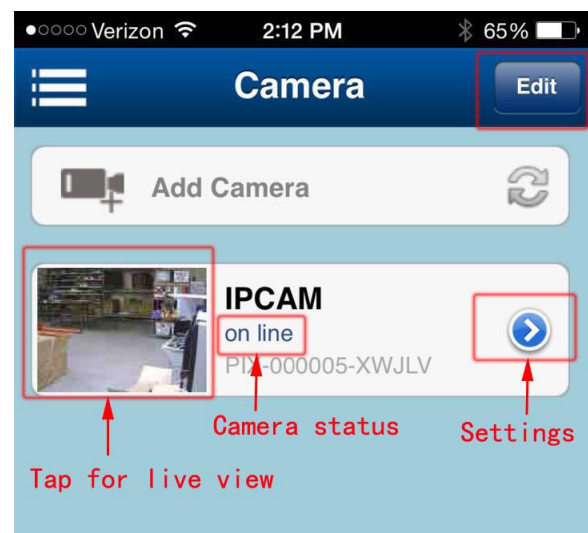 Verizon 2:12 PM 65%
Camera Edit
Add Camera
IPCAM
on line
PIX-000005-XWJLV
Camera status
Settings
Tap for live view